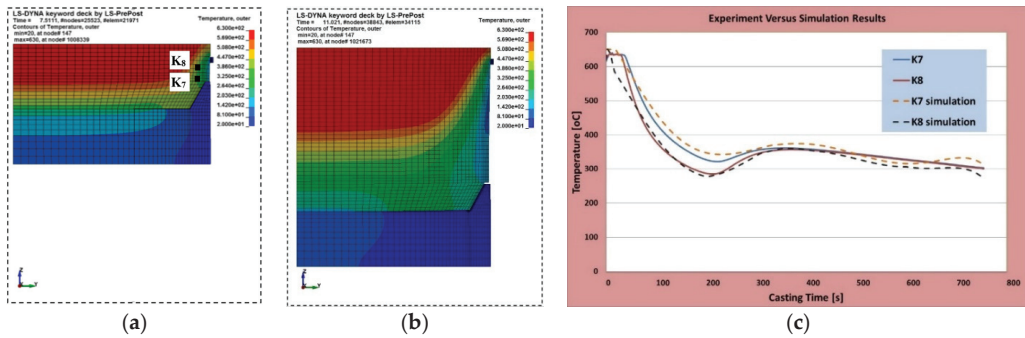 LS-DYNA keyword deck by LS-PrePost
Time = 7.5111, #nodes=25523, #elem=21971
Contours of Temperature, outer
min=20, at node# 147
max=630, at node# 1008339
Temperature, outer
6.300e+02
5.690e+02
5.080e+02
4.470e+02
3.860e+02
3.250e+02
2.640e+02
2.030e+02
1.420e+02
8.100e+01
2.000e+01
K8
K7
Z
X
Y
(a)
LS-DYNA keyword deck by LS-PrePost
Time = 11.021, #nodes=38843, #elem=34115
Contours of Temperature, outer
min=20, at node# 147
max=630, at node# 1021673
Temperature, outer
6.300e+02
5.690e+02
5.080e+02
4.470e+02
3.860e+02
3.250e+02
2.640e+02
2.030e+02
1.420e+02
8.100e+01
2.000e+01
Z
X
Y
(b)
Experiment Versus Simulation Results
Temperature [oC]
700
600
500
400
300
200
100
0
K7
K8
K7 simulation
K8 simulation
0 100 200 300 400 500 600 700 800
Casting Time [s]
(c)